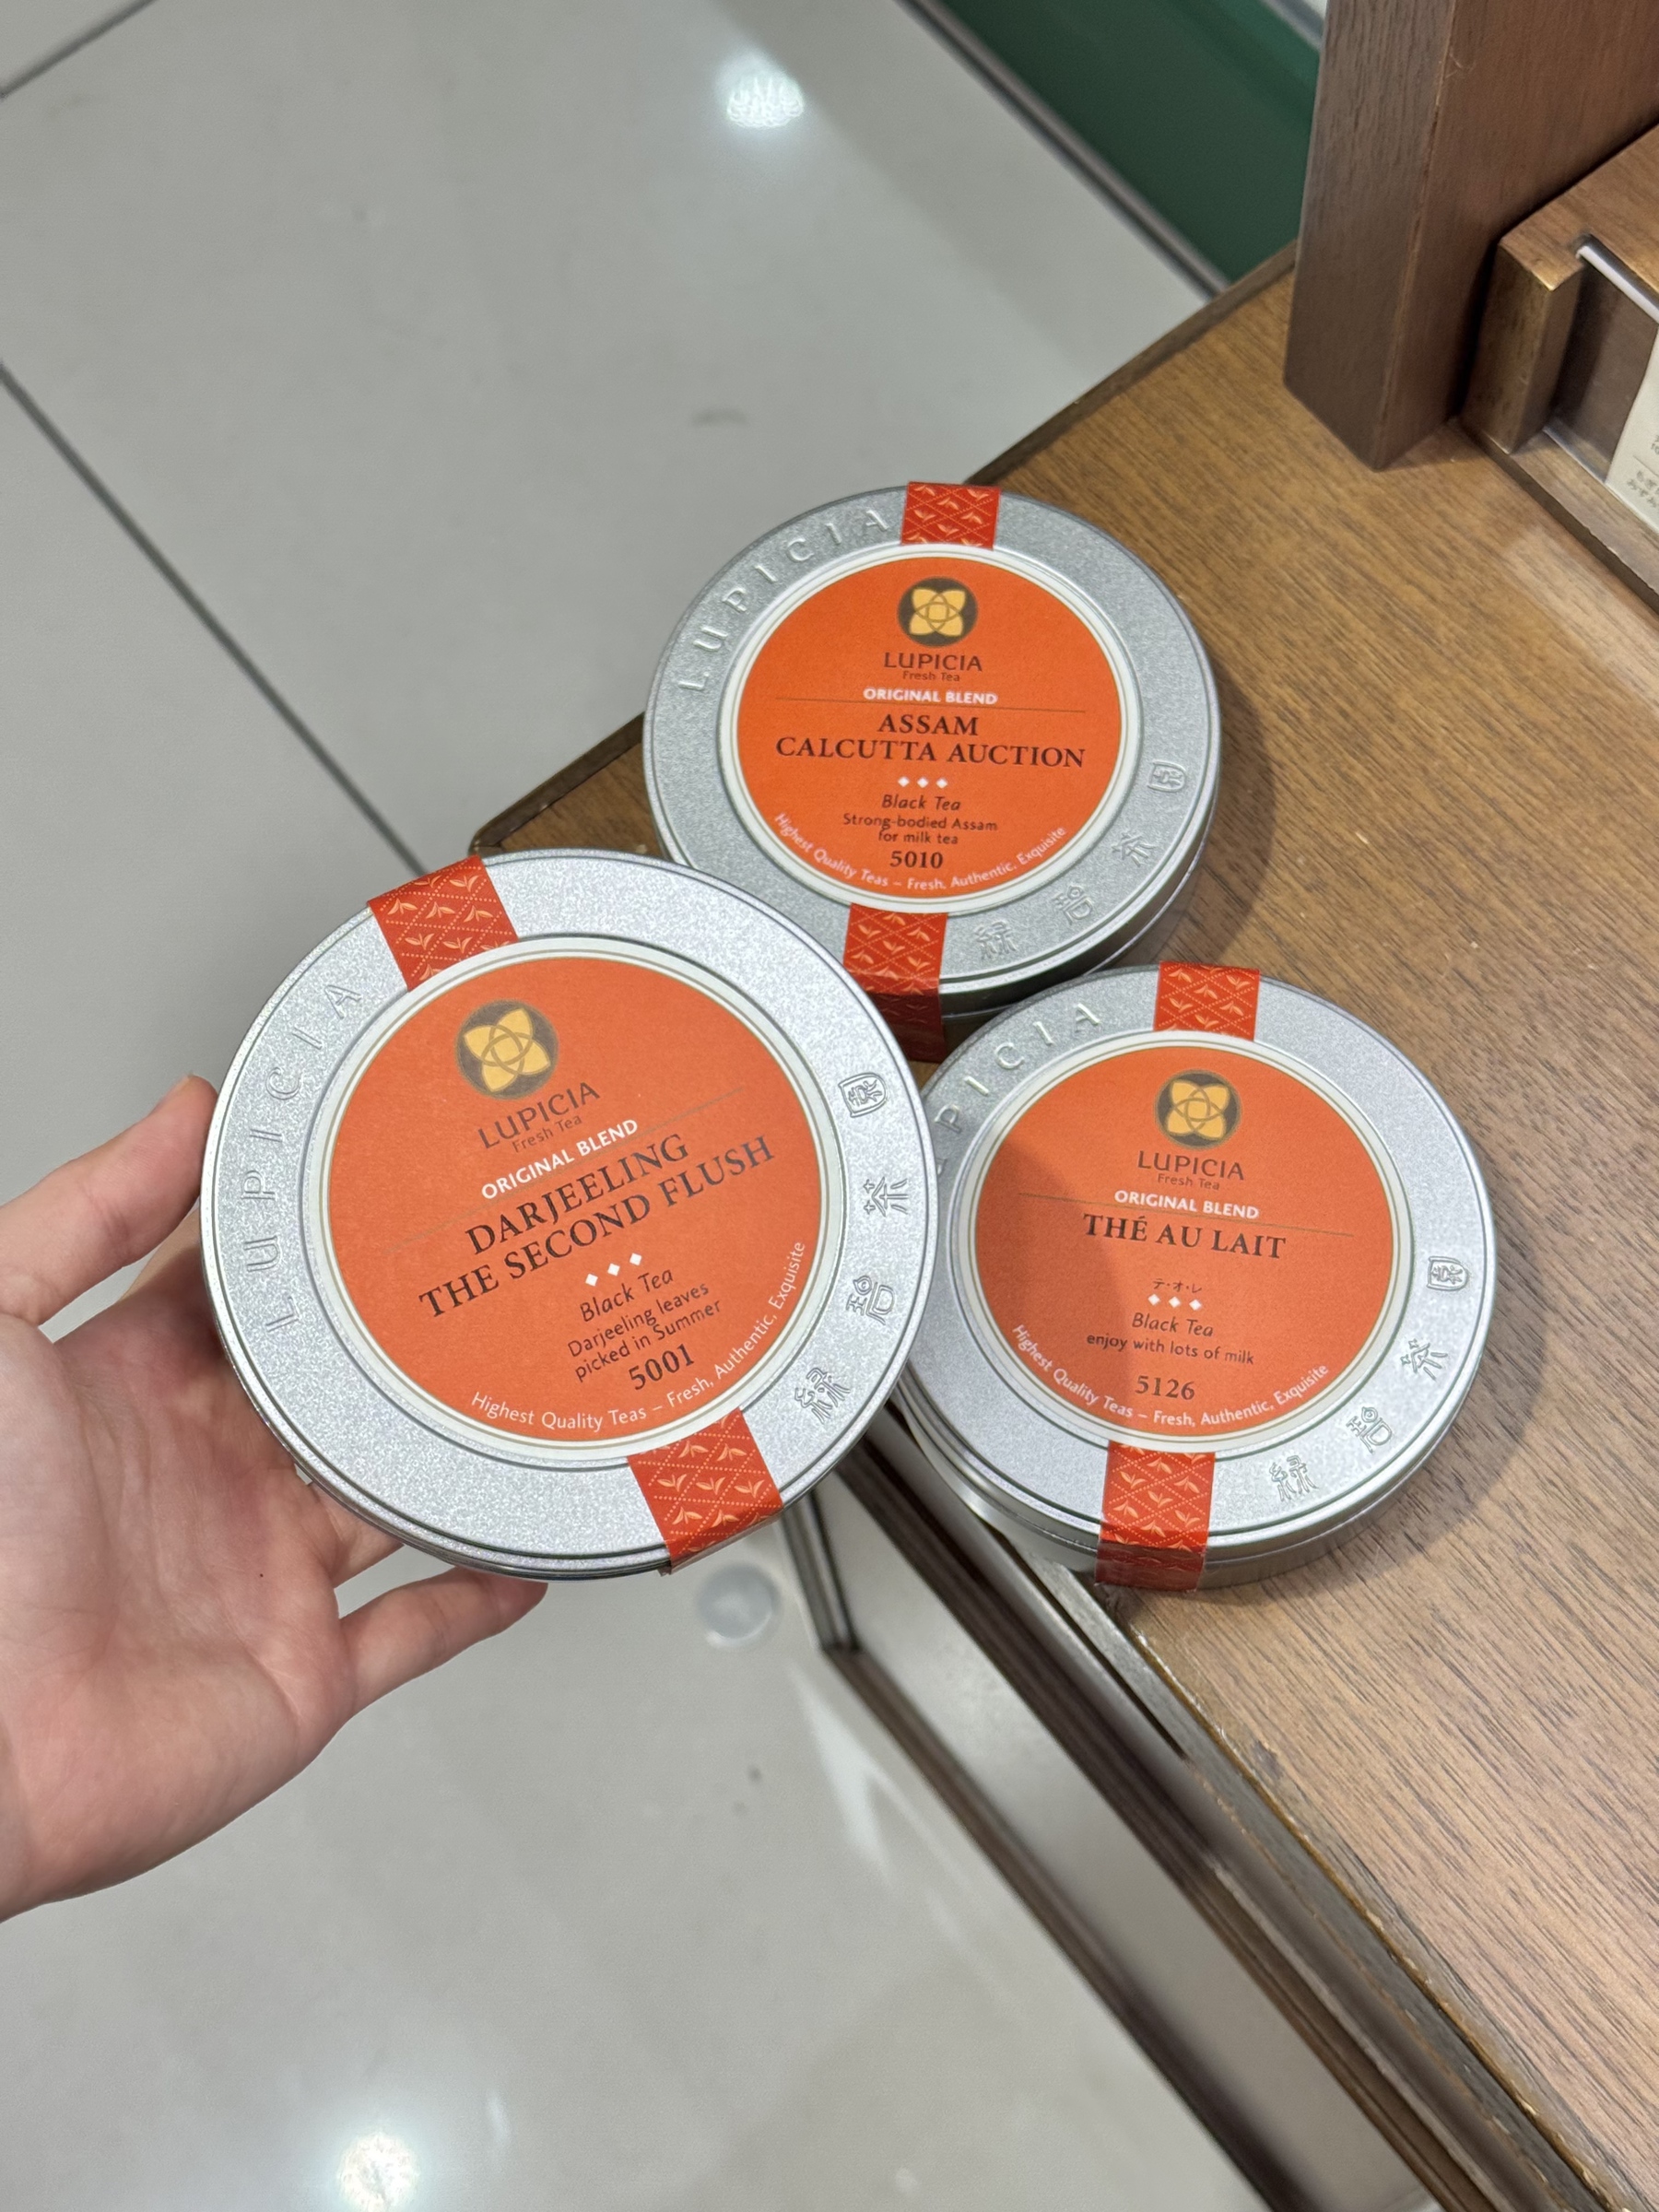 LUPICIA
LUPICIA
Fresh Tea
ORIGINAL BLEND
ASSAM
CALCUTTA AUCTION
Black Tea
Strong-bodied Assam
for milk tea
5010
Highest Quality Teas – Fresh, Authentic, Exquisite
緑碧茶園
LUPICIA
LUPICIA
Fresh Tea
ORIGINAL BLEND
DARJEELING
THE SECOND FLUSH
Black Tea
Darjeeling leaves
picked in Summer
5001
Highest Quality Teas – Fresh, Authentic, Exquisite
緑碧茶園
PICIA
LUPICIA
Fresh Tea
ORIGINAL BLEND
THÉ AU LAIT
テ・オ・レ
Black Tea
enjoy with lots of milk
5126
Highest Quality Teas – Fresh, Authentic, Exquisite
緑碧茶園